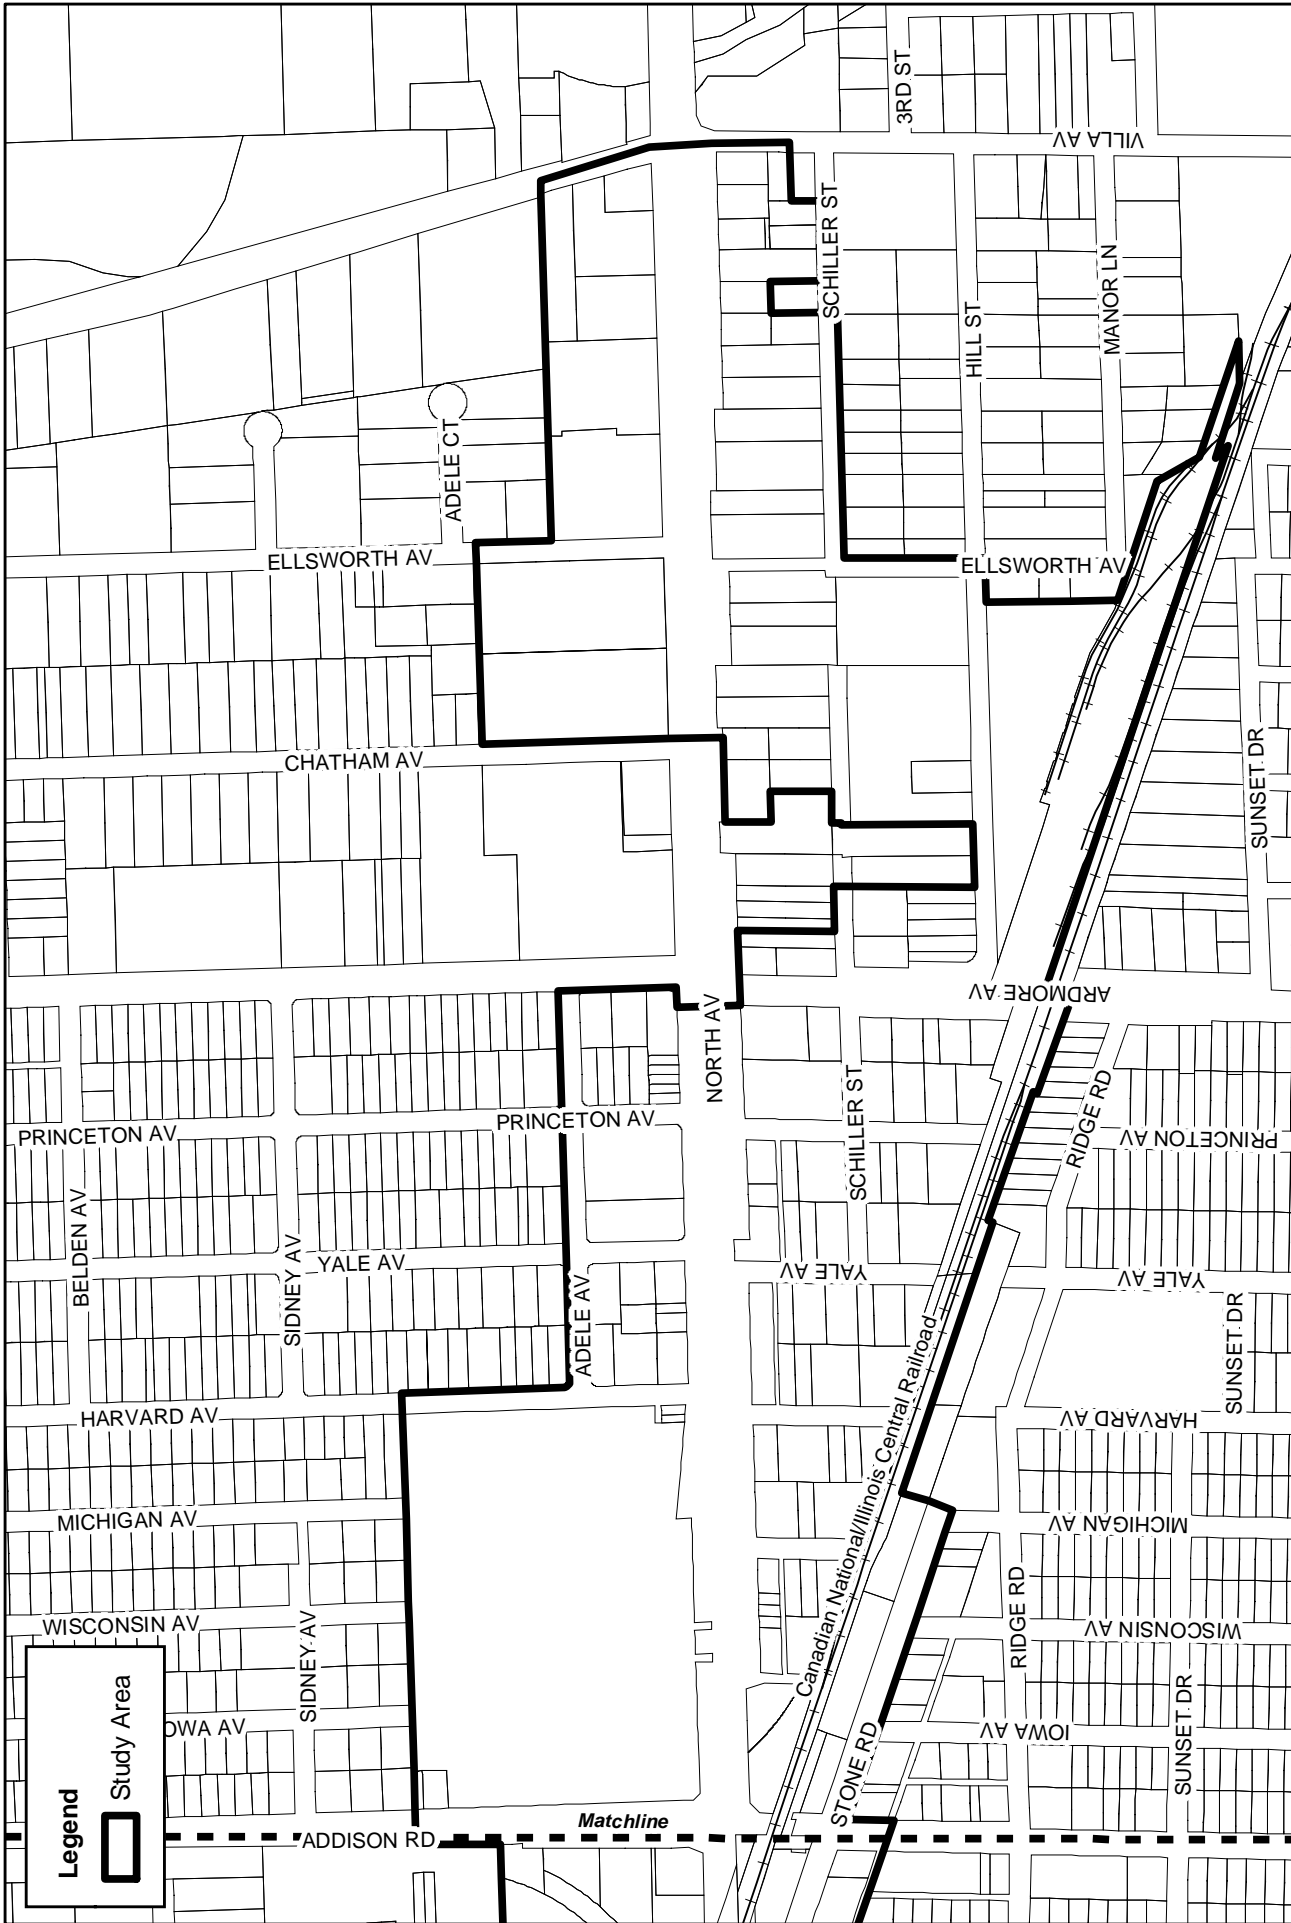 3RD ST
VILLA AV
SCHILLER ST
MANOR LN
HILL ST
ADELE CT
ELLSWORTH AV
ELLSWORTH AV
CHATHAM AV
SUNSET DR
ARDMORE AV
NORTH AV
PRINCETON AV
PRINCETON AV
PRINCETON AV
SCHILLER ST
RIDGE RD
BELDEN AV
SIDNEY AV
YALE AV
YALE AV
YALE AV
ADELE AV
SUNSET DR
Canadian National/Illinois Central Railroad
HARVARD AV
HARVARD AV
MICHIGAN AV
MICHIGAN AV
WISCONSIN AV
WISCONSIN AV
SIDNEY AV
RIDGE RD
OWA AV
IOWA AV
SUNSET DR
STONE RD
Legend
Study Area
Matchline
ADDISON RD